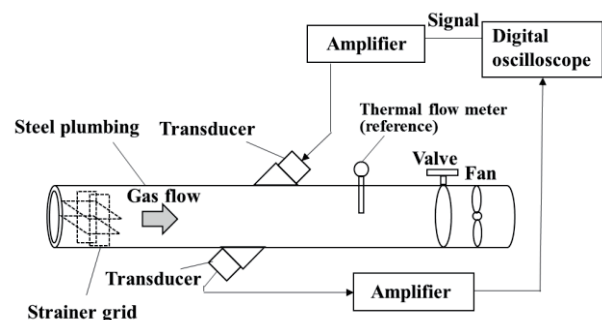 Signal
Amplifier
Digital
oscilloscope
Thermal flow meter
(reference)
Steel plumbing
Transducer
Valve
Fan
Gas flow
Transducer
Strainer grid
Amplifier